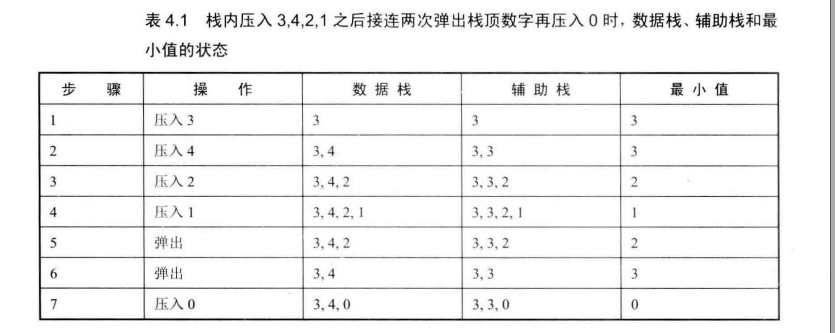 表 4.1 栈内压入 3,4,2,1 之后接连两次弹出栈顶数字再压入 0 时，数据栈、辅助栈和最
小值的状态
步 骤 操 作 数 据 栈 辅 助 栈 最 小 值
1 压入 3 3 3 3
2 压入 4 3, 4 3, 3 3
3 压入 2 3, 4, 2 3, 3, 2 2
4 压入 1 3, 4, 2, 1 3, 3, 2, 1 1
5 弹出 3, 4, 2 3, 3, 2 2
6 弹出 3, 4 3, 3 3
7 压入 0 3, 4, 0 3, 3, 0 0